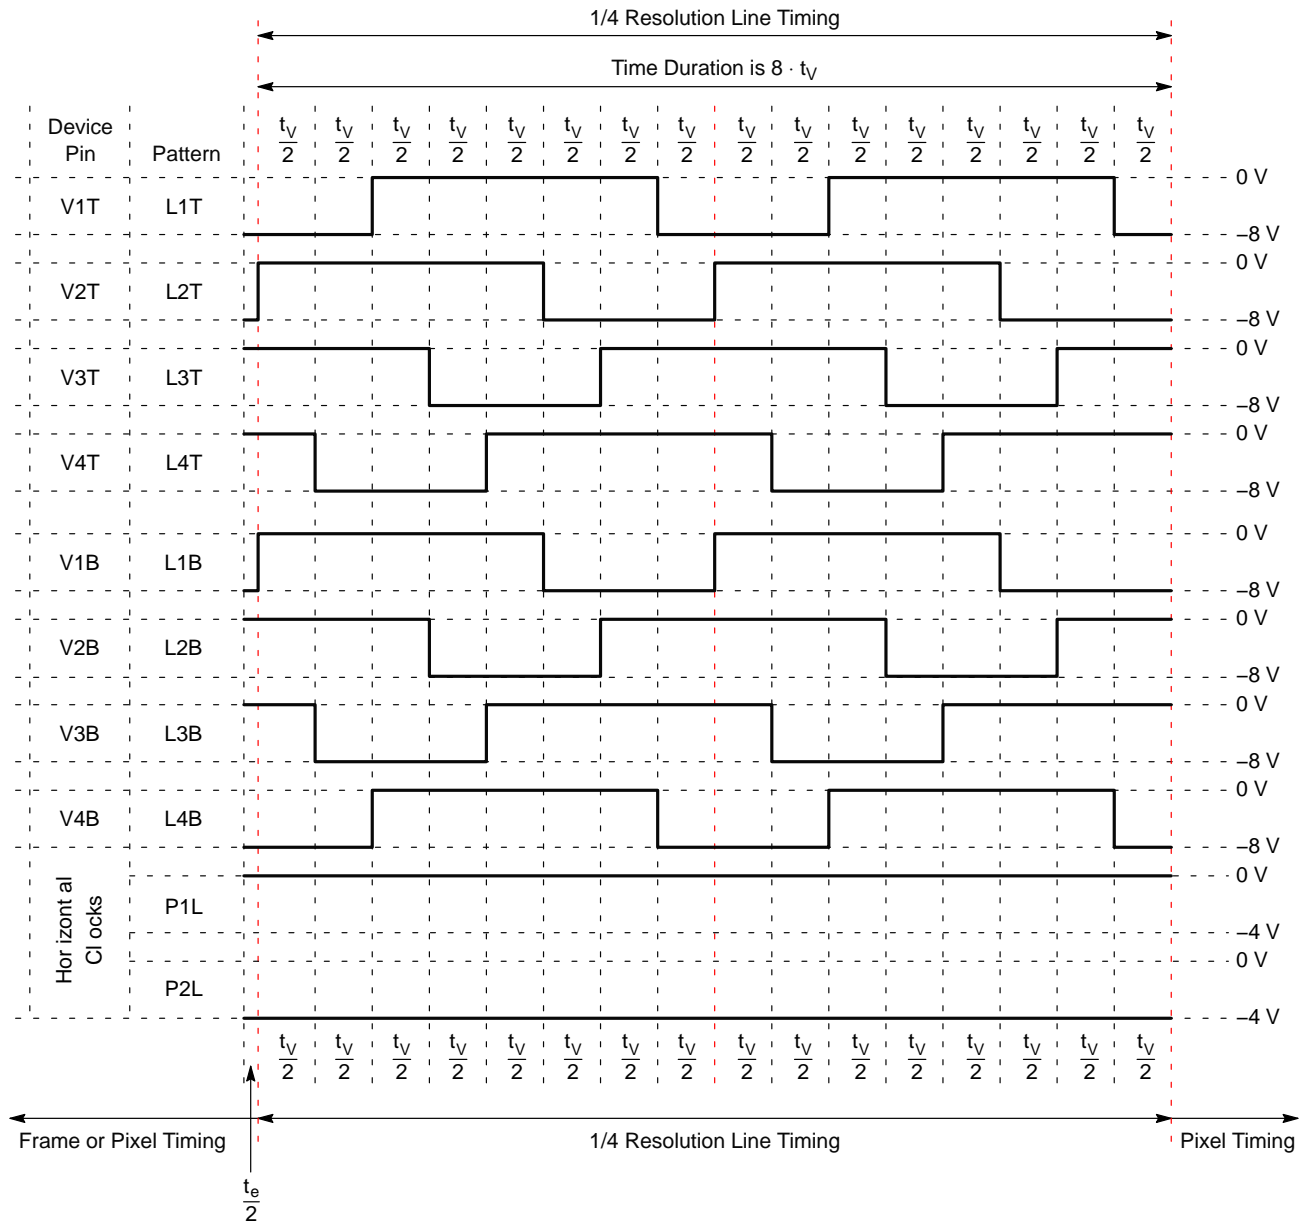 1/4 Resolution Line Timing
Time Duration is 8 · tV
Device Pin Pattern
tV/2 tV/2 tV/2 tV/2 tV/2 tV/2 tV/2 tV/2 tV/2 tV/2 tV/2 tV/2 tV/2 tV/2 tV/2 tV/2
0 V
V1T L1T
–8 V
0 V
V2T L2T
–8 V
0 V
V3T L3T
–8 V
0 V
V4T L4T
–8 V
0 V
V1B L1B
–8 V
0 V
V2B L2B
–8 V
0 V
V3B L3B
–8 V
0 V
V4B L4B
–8 V
0 V
Hor izont al
Cl ocks
P1L
–4 V
0 V
P2L
–4 V
tV/2 tV/2 tV/2 tV/2 tV/2 tV/2 tV/2 tV/2 tV/2 tV/2 tV/2 tV/2 tV/2 tV/2 tV/2 tV/2
Frame or Pixel Timing 1/4 Resolution Line Timing Pixel Timing
te/2